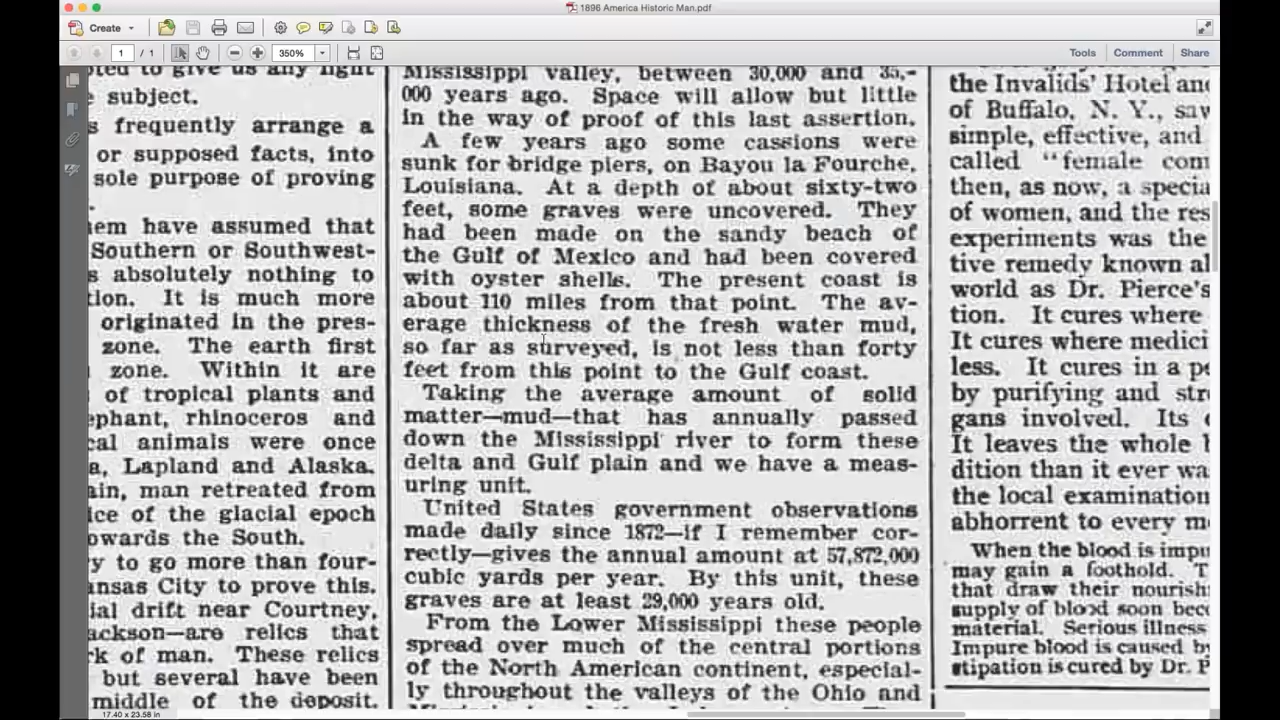 1896 America Historic Man.pdf
Create
1 / 1
350%
Tools
Comment
Share
to give us any light
subject.
s frequently arrange a
or supposed facts, into
sole purpose of proving
em have assumed that
Southern or Southwest-
s absolutely nothing to
tion. It is much more
originated in the pres-
zone. The earth first
zone. Within it are
of tropical plants and
ephant, rhinoceros and
cal animals were once
a, Lapland and Alaska.
ain, man retreated from
ice of the glacial epoch
owards the South.
y to go more than four-
ansas City to prove this.
ial drift near Courtney,
ackson—are relics that
rk of man. These relics
but several have been
middle of the deposit.
Mississippi valley, between 30,000 and 35,-
000 years ago. Space will allow but little
in the way of proof of this last assertion.
A few years ago some cassions were
sunk for bridge piers, on Bayou la Fourche,
Louisiana. At a depth of about sixty-two
feet, some graves were uncovered. They
had been made on the sandy beach of
the Gulf of Mexico and had been covered
with oyster shells. The present coast is
about 110 miles from that point. The av-
erage thickness of the fresh water mud,
so far as surveyed, is not less than forty
feet from this point to the Gulf coast.
Taking the average amount of solid
matter—mud—that has annually passed
down the Mississippi river to form these
delta and Gulf plain and we have a meas-
uring unit.
United States government observations
made daily since 1872—if I remember cor-
rectly—gives the annual amount at 57,872,000
cubic yards per year. By this unit, these
graves are at least 29,000 years old.
From the Lower Mississippi these people
spread over much of the central portions
of the North American continent, especial-
ly throughout the valleys of the Ohio and
the Invalids' Hotel and
of Buffalo, N. Y., saw
simple, effective, and
called "female com
then, as now, a specia
of women, and the res
experiments was the
tive remedy known al
world as Dr. Pierce's
tion. It cures where
It cures where medici
less. It cures in a pe
by purifying and str
gans involved. Its
It leaves the whole
dition than it ever wa
the local examination
abhorrent to every m
When the blood is impu
may gain a foothold. T
that draw their nourish
supply of blood soon bec
material. Serious illness
Impure blood is caused by
stipation is cured by Dr. P
17.40 x 23.58 in